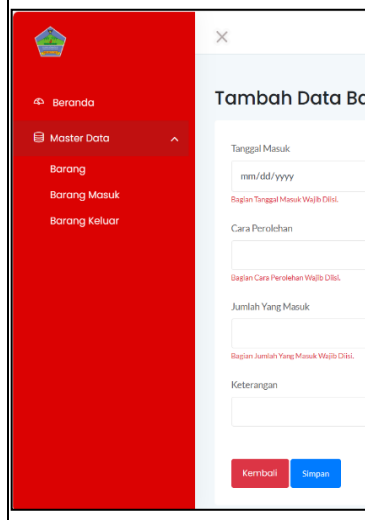 Beranda
Master Data
Barang
Barang Masuk
Barang Keluar
Tambah Data Ba
Tanggal Masuk
mm/dd/yyyy
Bagian Tanggal Masuk Wajib Diisi.
Cara Perolehan
Bagian Cara Perolehan Wajib Diisi.
Jumlah Yang Masuk
Bagian Jumlah Yang Masuk Wajib Diisi.
Keterangan
Kembali
Simpan